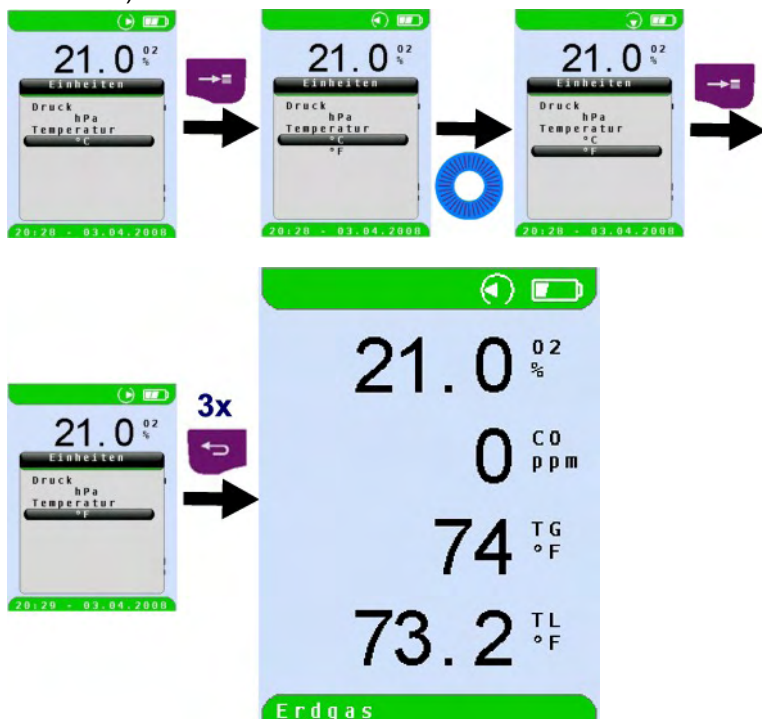 21.0 O2
%
Einheiten
Druck
hPa
Temperatur
°C
20:28 - 03.04.2008
21.0 O2
%
Einheiten
Druck
hPa
Temperatur
°C
°F
20:28 - 03.04.2008
21.0 O2
%
Einheiten
Druck
hPa
Temperatur
°C
°F
20:28 - 03.04.2008
21.0 O2
%
Einheiten
Druck
hPa
Temperatur
°F
20:29 - 03.04.2008
3x
21.0 O2
%
0 CO
ppm
74 TG
°F
73.2 TL
°F
Erdgas